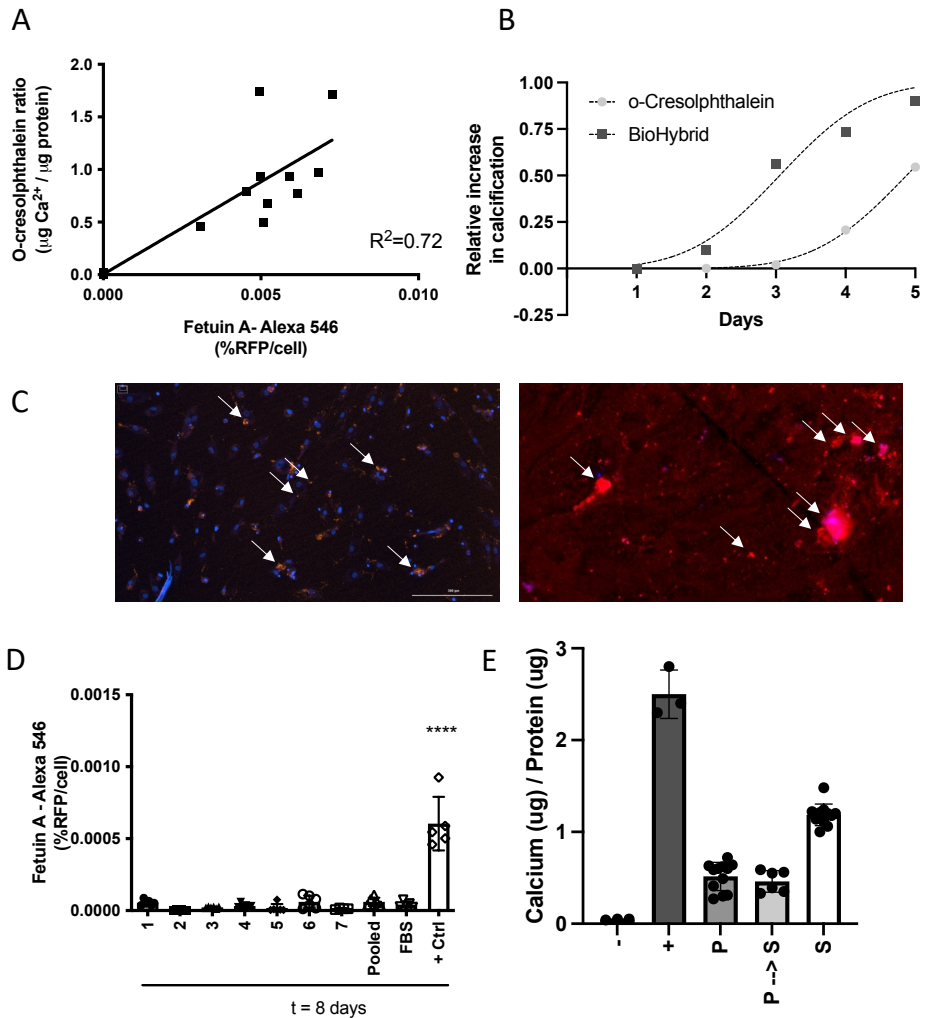 A
O-cresolphthalein ratio
(µg Ca²⁺ / µg protein)
2.0
1.5
1.0
0.5
0.0
0.000
0.005
0.010
R²=0.72
Fetuin A- Alexa 546
(%RFP/cell)
B
Relative increase
in calcification
1.00
0.75
0.50
0.25
0.00
-0.25
o-Cresolphthalein
BioHybrid
1
2
3
4
5
Days
C
D
Fetuin A - Alexa 546
(%RFP/cell)
0.0015
0.0010
0.0005
0.0000
****
1
2
3
4
5
6
7
Pooled
FBS
+ Ctrl
t = 8 days
E
Calcium (ug) / Protein (ug)
3
2
1
0
-
+
P
P --> S
S